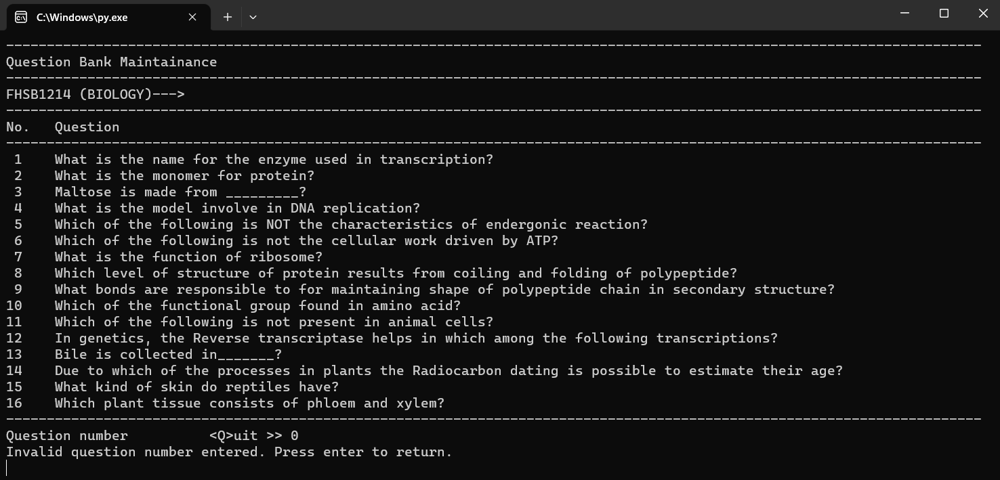 C:\Windows\py.exe
------------------------------------------------------------------------------------------------------------------------
Question Bank Maintainance
------------------------------------------------------------------------------------------------------------------------
FHSB1214 (BIOLOGY)--->
------------------------------------------------------------------------------------------------------------------------
No.   Question
------------------------------------------------------------------------------------------------------------------------
1    What is the name for the enzyme used in transcription?
2    What is the monomer for protein?
3    Maltose is made from _________?
4    What is the model involve in DNA replication?
5    Which of the following is NOT the characteristics of endergonic reaction?
6    Which of the following is not the cellular work driven by ATP?
7    What is the function of ribosome?
8    Which level of structure of protein results from coiling and folding of polypeptide?
9    What bonds are responsible to for maintaining shape of polypeptide chain in secondary structure?
10    Which of the functional group found in amino acid?
11    Which of the following is not present in animal cells?
12    In genetics, the Reverse transcriptase helps in which among the following transcriptions?
13    Bile is collected in_______?
14    Due to which of the processes in plants the Radiocarbon dating is possible to estimate their age?
15    What kind of skin do reptiles have?
16    Which plant tissue consists of phloem and xylem?
------------------------------------------------------------------------------------------------------------------------
Question number          <Q>uit >> 0
Invalid question number entered. Press enter to return.